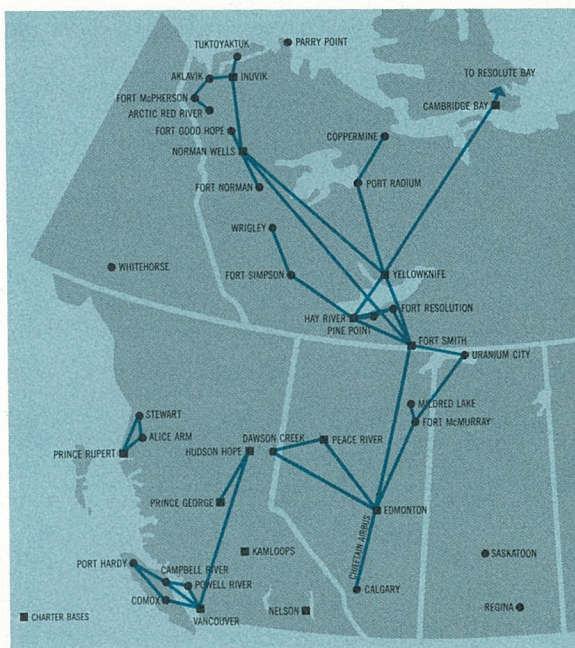 TUKTOYAKTUK
PARRY POINT
AKLAVIK
INUVIK
TO RESOLUTE BAY
FORT McPHERSON
CAMBRIDGE BAY
ARCTIC RED RIVER
FORT GOOD HOPE
COPPERMINE
NORMAN WELLS
FORT NORMAN
PORT RADIUM
WRIGLEY
WHITEHORSE
FORT SIMPSON
YELLOWKNIFE
FORT RESOLUTION
HAY RIVER
PINE POINT
FORT SMITH
URANIUM CITY
MILDRED LAKE
STEWART
FORT McMURRAY
ALICE ARM
DAWSON CREEK
PEACE RIVER
PRINCE RUPERT
HUDSON HOPE
PRINCE GEORGE
EDMONTON
CHIEFTAIN AIRBUS
KAMLOOPS
SASKATOON
PORT HARDY
CAMPBELL RIVER
POWELL RIVER
CALGARY
COMOX
NELSON
REGINA
CHARTER BASES
VANCOUVER